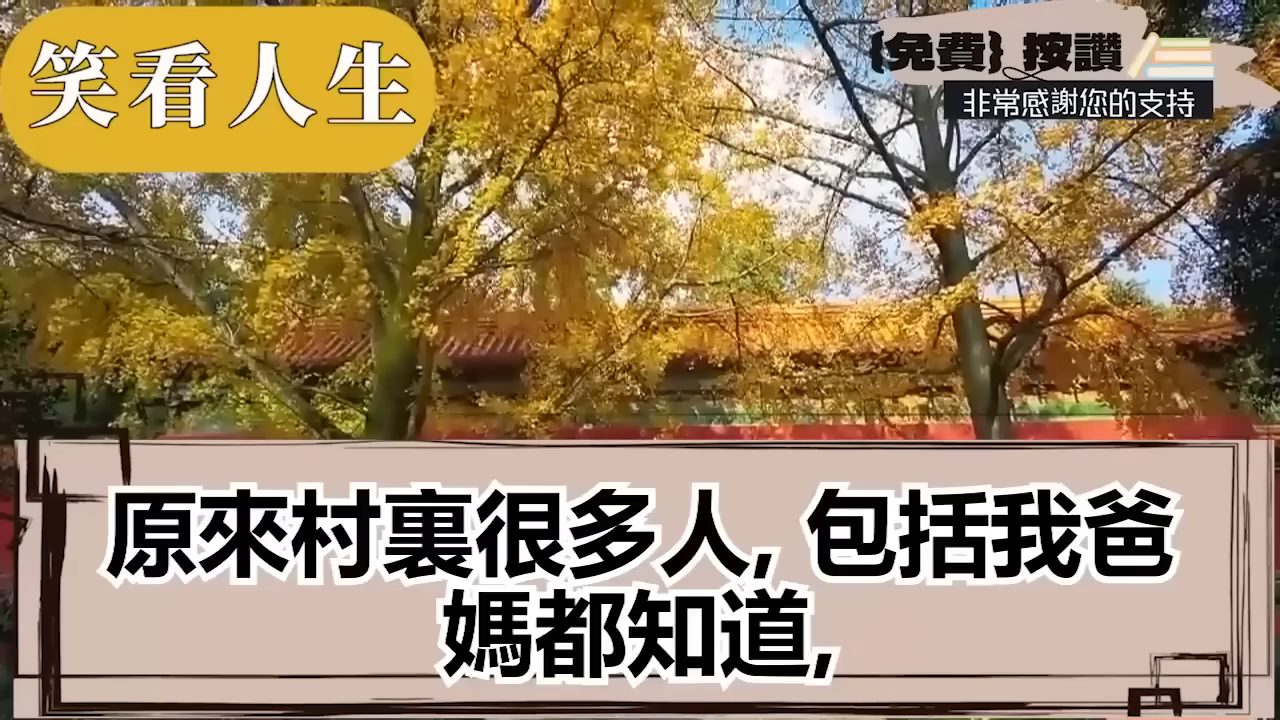 笑看人生
{免費} 按讚
非常感謝您的支持
原來村裏很多人, 包括我爸
媽都知道,